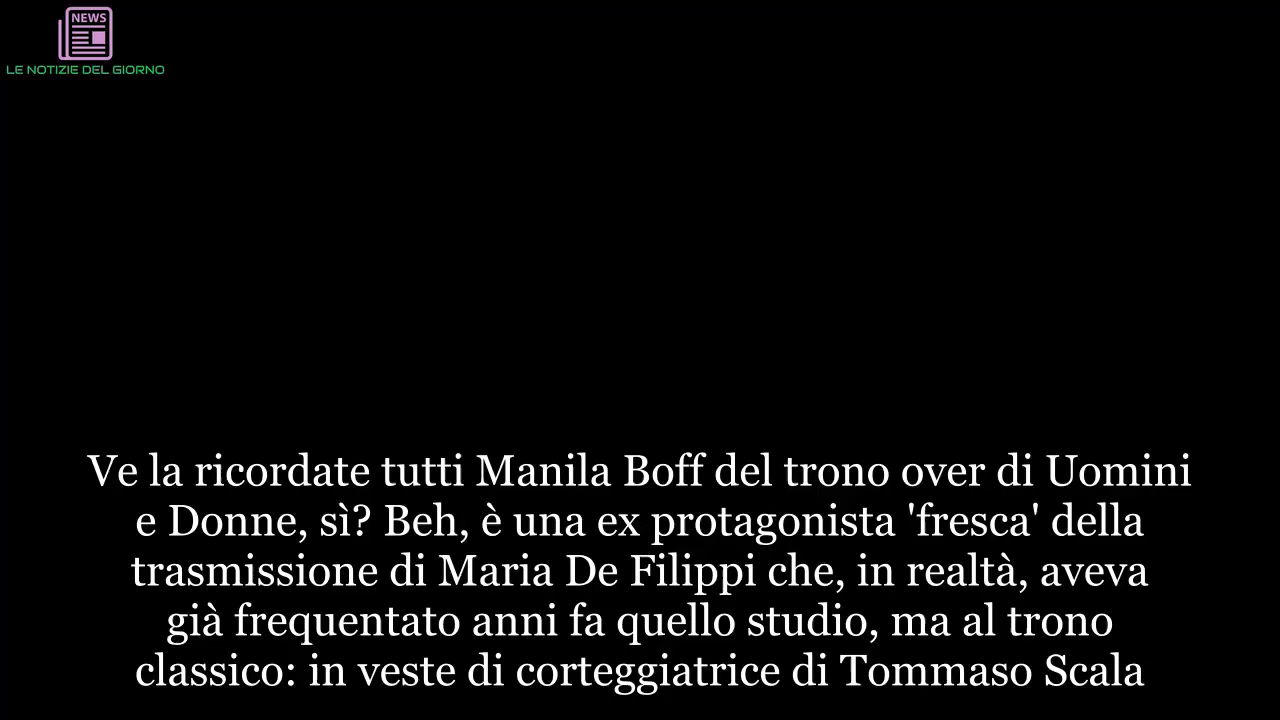 NEWS
LE NOTIZIE DEL GIORNO
Ve la ricordate tutti Manila Boff del trono over di Uomini
e Donne, sì? Beh, è una ex protagonista 'fresca' della
trasmissione di Maria De Filippi che, in realtà, aveva
già frequentato anni fa quello studio, ma al trono
classico: in veste di corteggiatrice di Tommaso Scala